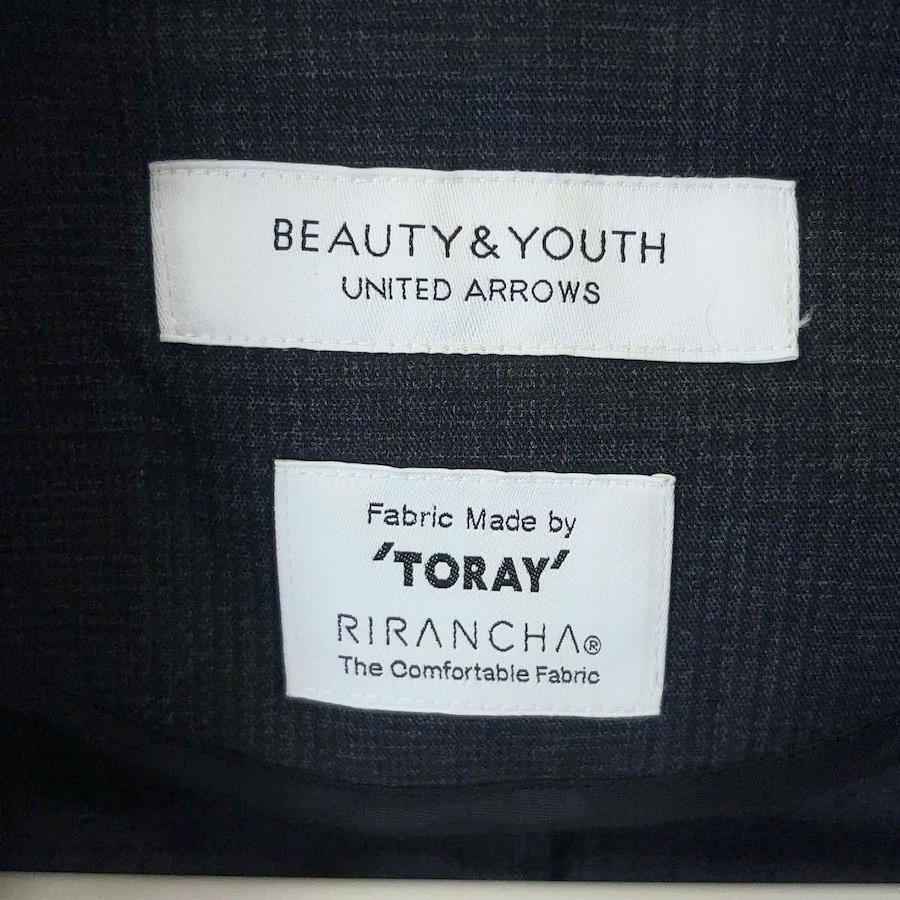 BEAUTY&YOUTH
UNITED ARROWS
Fabric Made by
'TORAY'
RIRANCHA®
The Comfortable Fabric